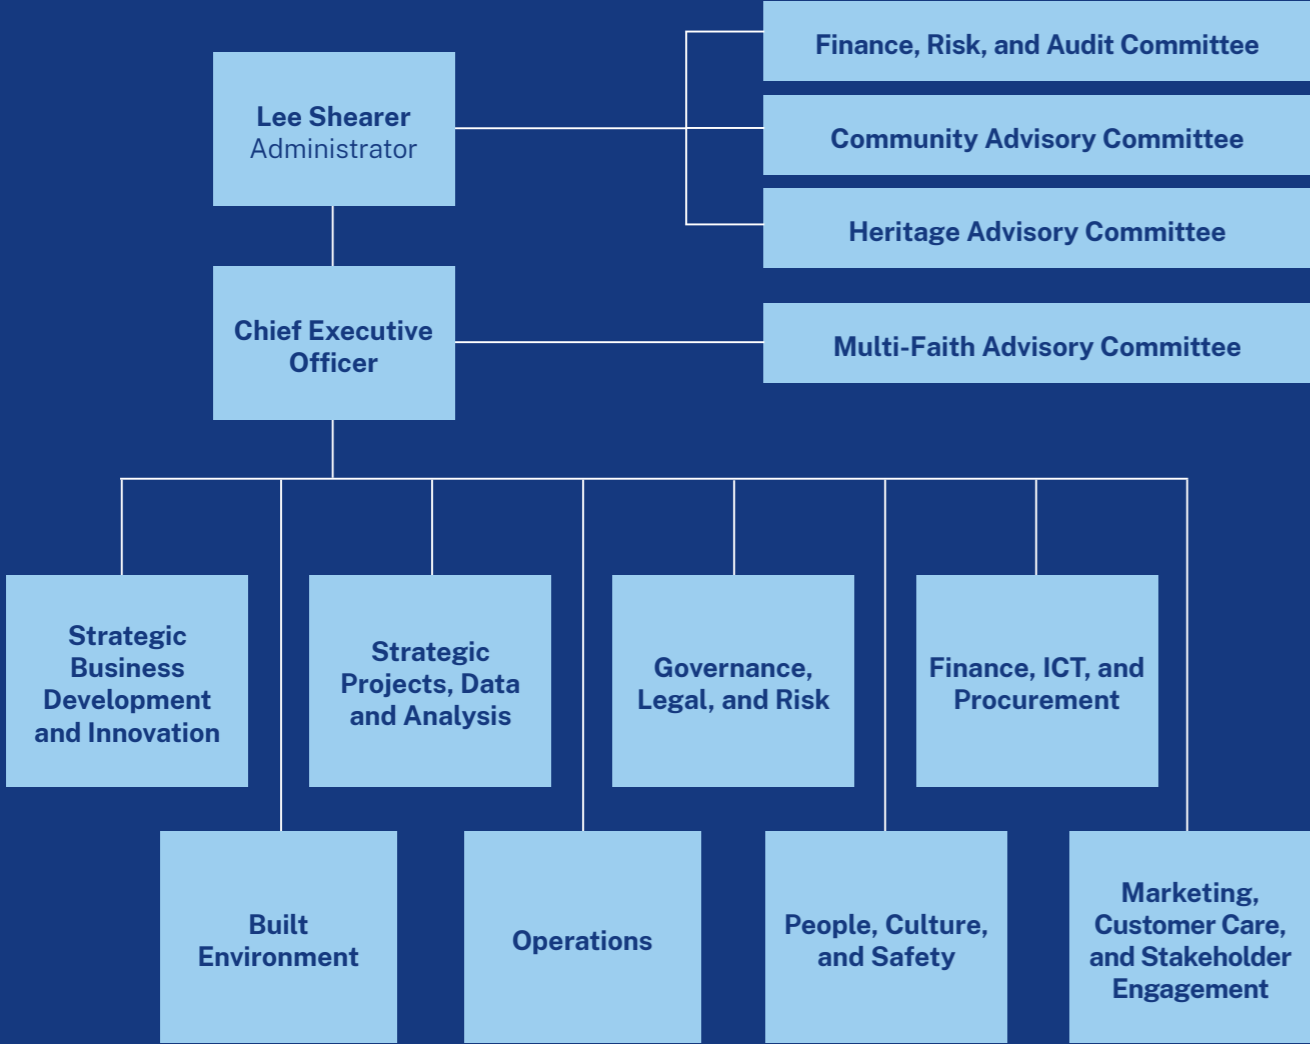 Finance, Risk, and Audit Committee
Lee Shearer
Administrator
Community Advisory Committee
Heritage Advisory Committee
Chief Executive
Officer
Multi-Faith Advisory Committee
Strategic
Business
Development
and Innovation
Strategic
Projects, Data
and Analysis
Governance,
Legal, and Risk
Finance, ICT, and
Procurement
Built
Environment
Operations
People, Culture,
and Safety
Marketing,
Customer Care,
and Stakeholder
Engagement